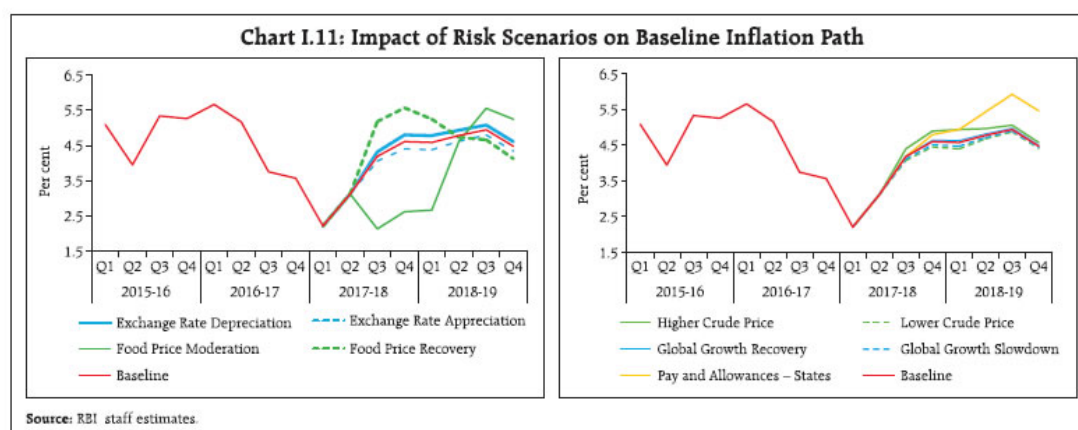 Chart I.11: Impact of Risk Scenarios on Baseline Inflation Path
6.5
5.5
4.5
3.5
2.5
1.5
Per cent
Q1 Q2 Q3 Q4 Q1 Q2 Q3 Q4 Q1 Q2 Q3 Q4 Q1 Q2 Q3 Q4
2015-16 2016-17 2017-18 2018-19
Exchange Rate Depreciation Exchange Rate Appreciation
Food Price Moderation Food Price Recovery
Baseline
6.5
5.5
4.5
3.5
2.5
1.5
Per cent
Q1 Q2 Q3 Q4 Q1 Q2 Q3 Q4 Q1 Q2 Q3 Q4 Q1 Q2 Q3 Q4
2015-16 2016-17 2017-18 2018-19
Higher Crude Price Lower Crude Price
Global Growth Recovery Global Growth Slowdown
Pay and Allowances – States Baseline
Source: RBI staff estimates.